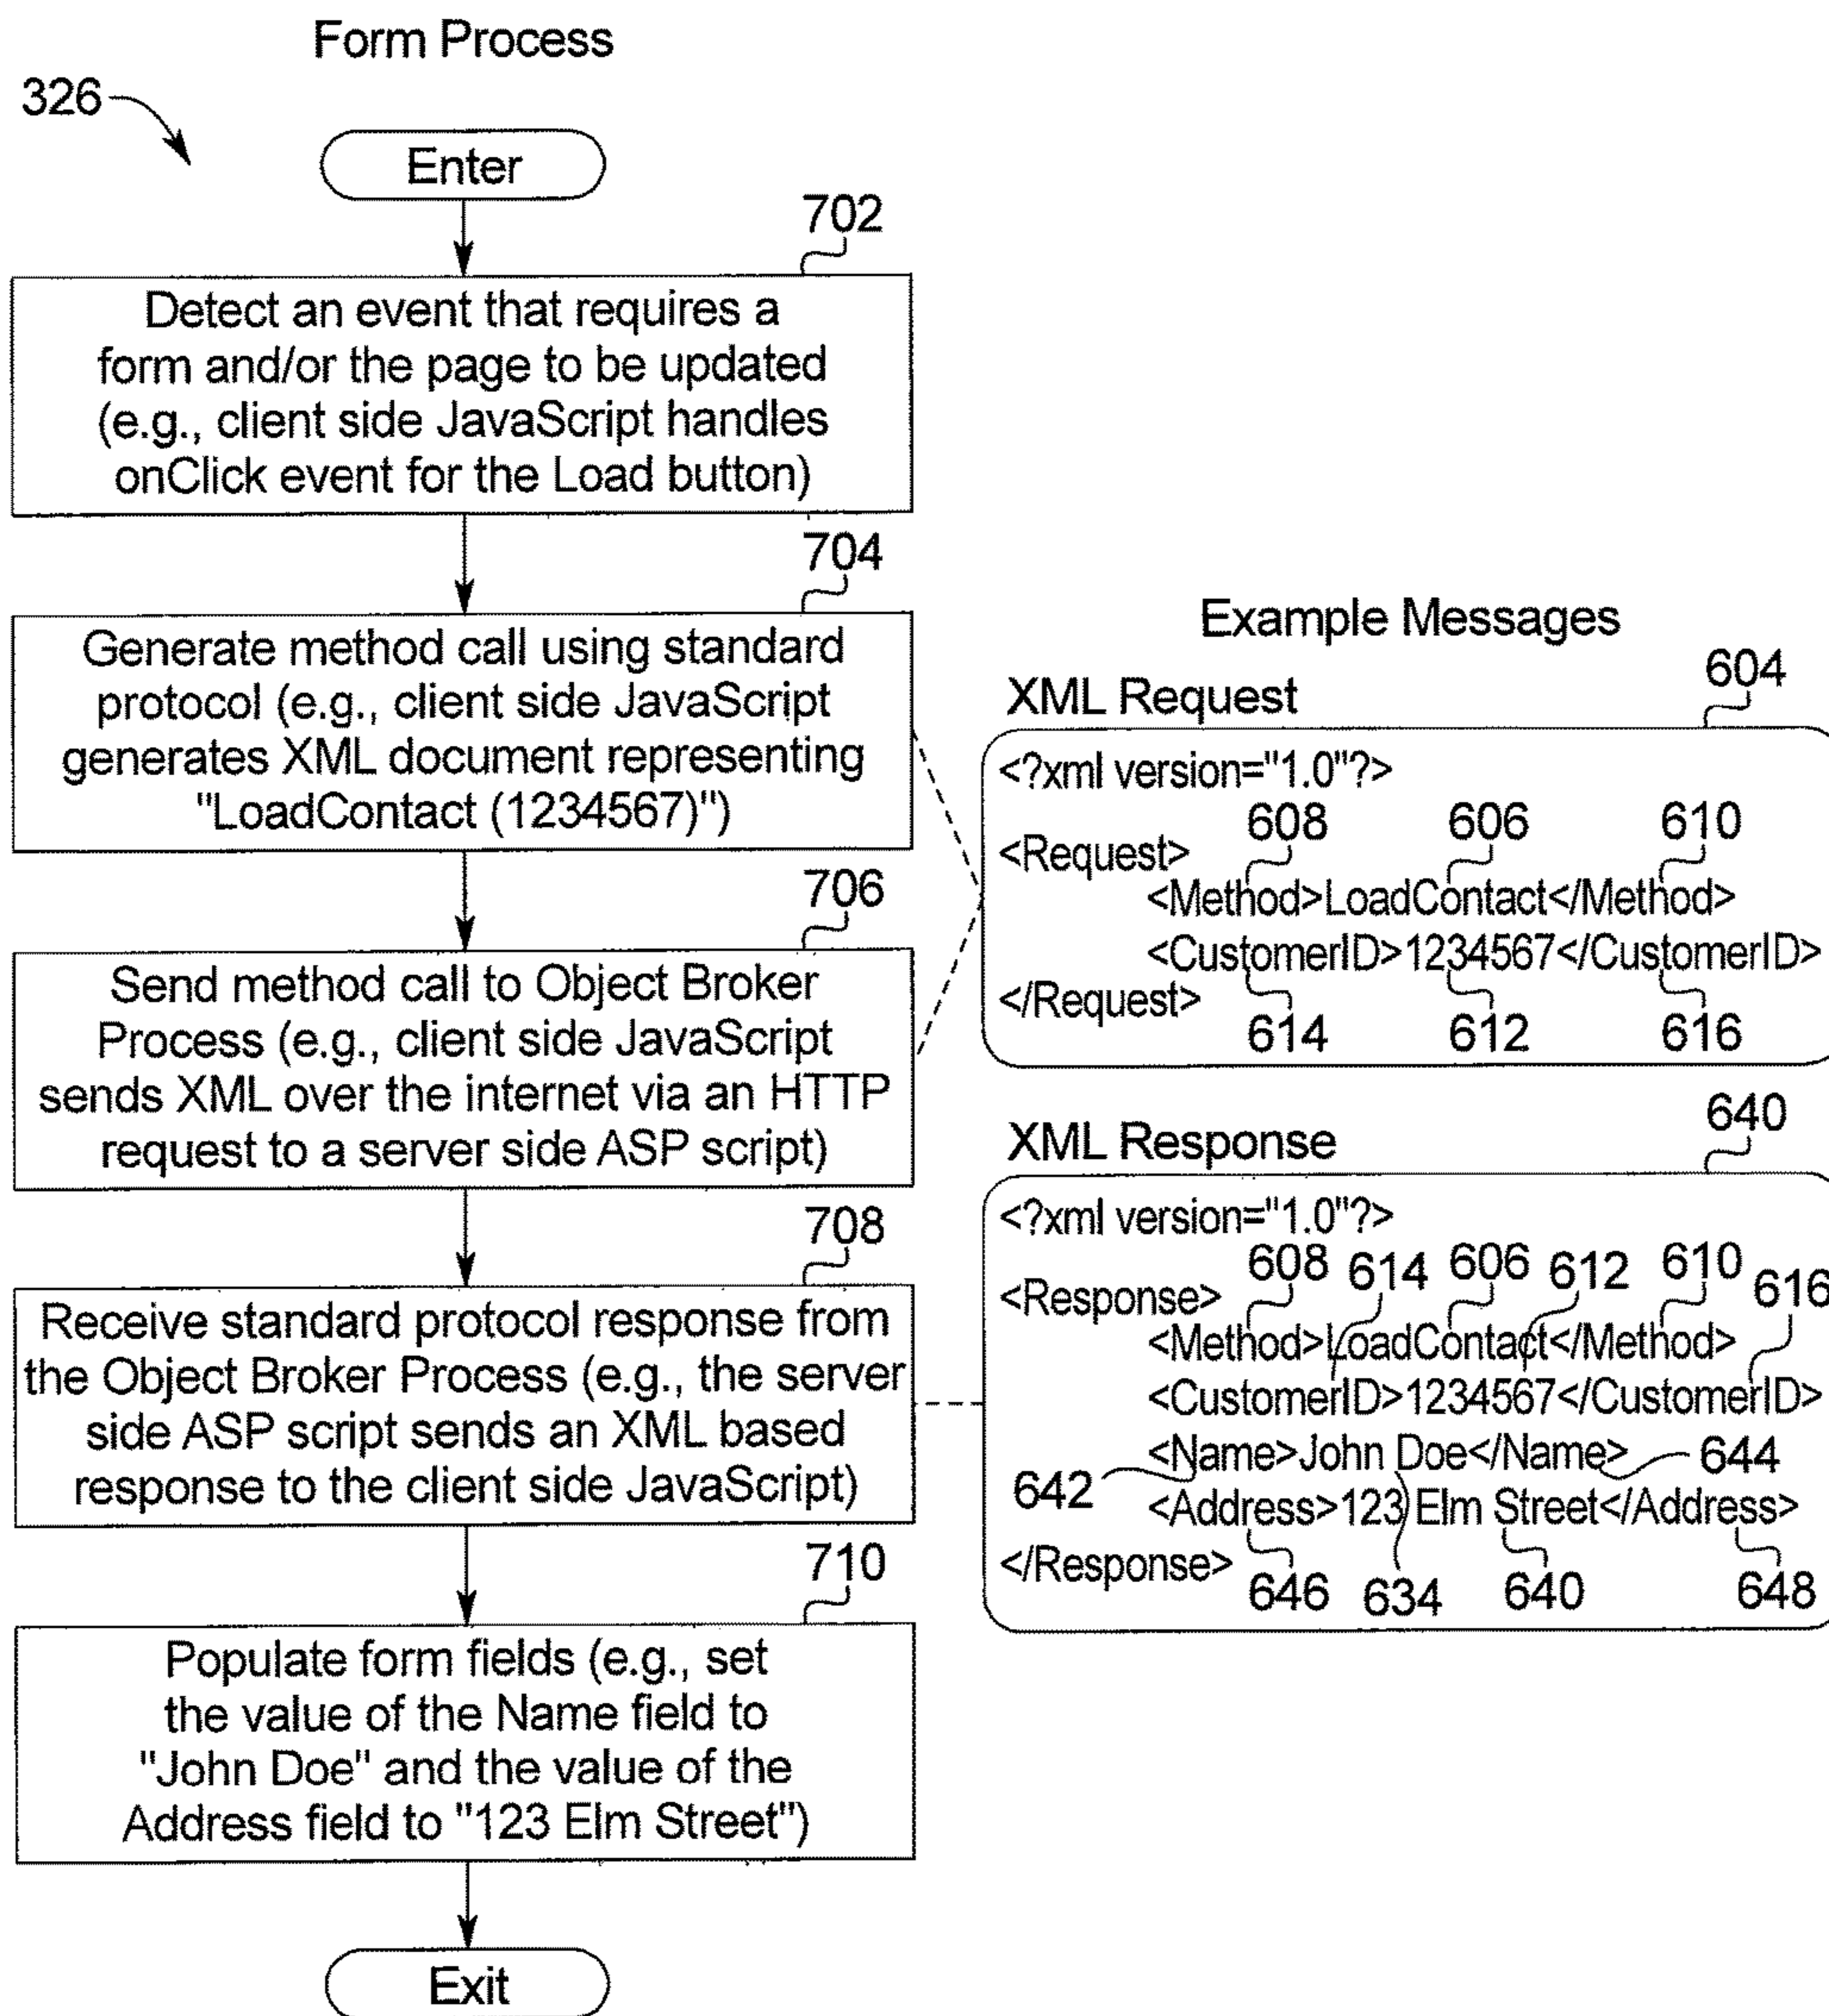 Form Process
326
Enter
702
Detect an event that requires a
form and/or the page to be updated
(e.g., client side JavaScript handles
onClick event for the Load button)
704
Generate method call using standard
protocol (e.g., client side JavaScript
generates XML document representing
"LoadContact (1234567)")
706
Send method call to Object Broker
Process (e.g., client side JavaScript
sends XML over the internet via an HTTP
request to a server side ASP script)
708
Receive standard protocol response from
the Object Broker Process (e.g., the server
side ASP script sends an XML based
response to the client side JavaScript)
710
Populate form fields (e.g., set
the value of the Name field to
"John Doe" and the value of the
Address field to "123 Elm Street")
Exit
Example Messages
XML Request
604
<?xml version="1.0"?>
608 606 610
<Request>
<Method>LoadContact</Method>
<CustomerID>1234567</CustomerID>
</Request>
614 612 616
XML Response
640
<?xml version="1.0"?>
608 614 606 612 610 616
<Response>
<Method>LoadContact</Method>
<CustomerID>1234567</CustomerID>
<Name>John Doe</Name>
642 644
<Address>123 Elm Street</Address>
</Response>
646 634 640 648